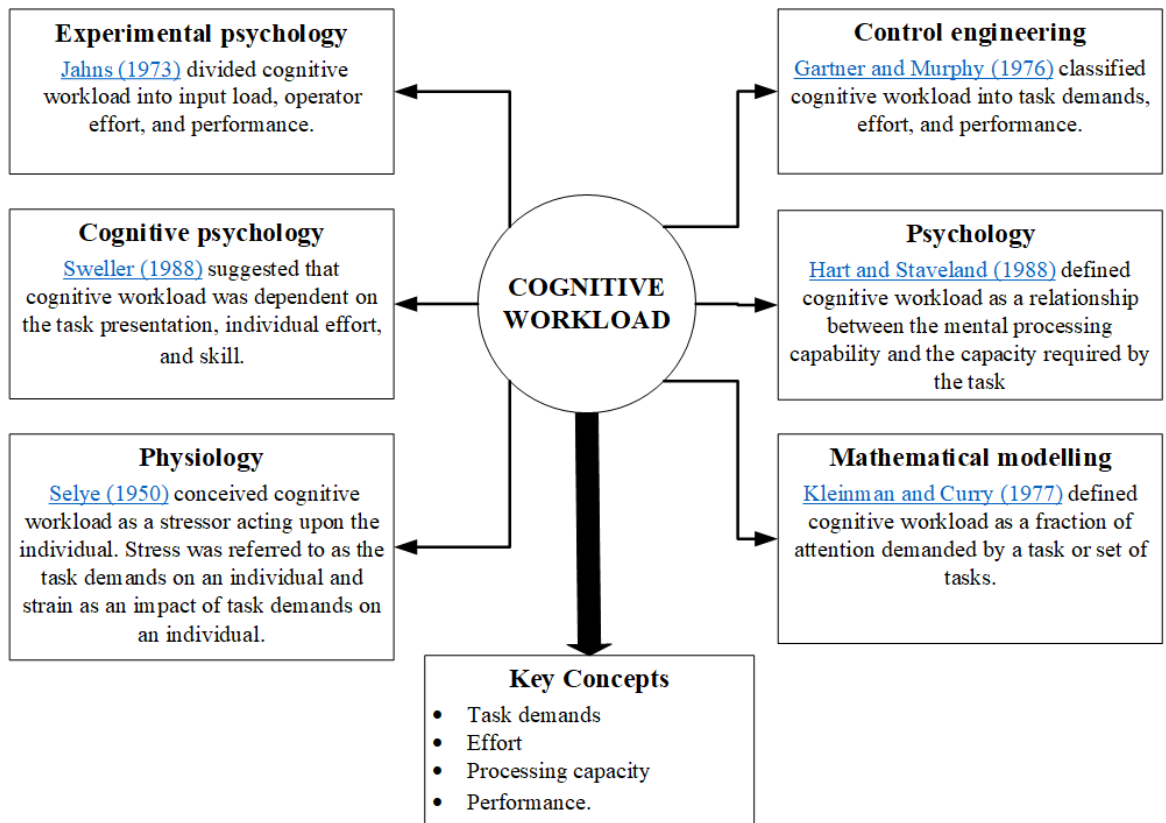 Experimental psychology
Jahns (1973) divided cognitive
workload into input load, operator
effort, and performance.
Control engineering
Gartner and Murphy (1976) classified
cognitive workload into task demands,
effort, and performance.
Cognitive psychology
Sweller (1988) suggested that
cognitive workload was dependent on
the task presentation, individual effort,
and skill.
COGNITIVE
WORKLOAD
Psychology
Hart and Staveland (1988) defined
cognitive workload as a relationship
between the mental processing
capability and the capacity required by
the task
Physiology
Selye (1950) conceived cognitive
workload as a stressor acting upon the
individual. Stress was referred to as the
task demands on an individual and
strain as an impact of task demands on
an individual.
Mathematical modelling
Kleinman and Curry (1977) defined
cognitive workload as a fraction of
attention demanded by a task or set of
tasks.
Key Concepts
• Task demands
• Effort
• Processing capacity
• Performance.